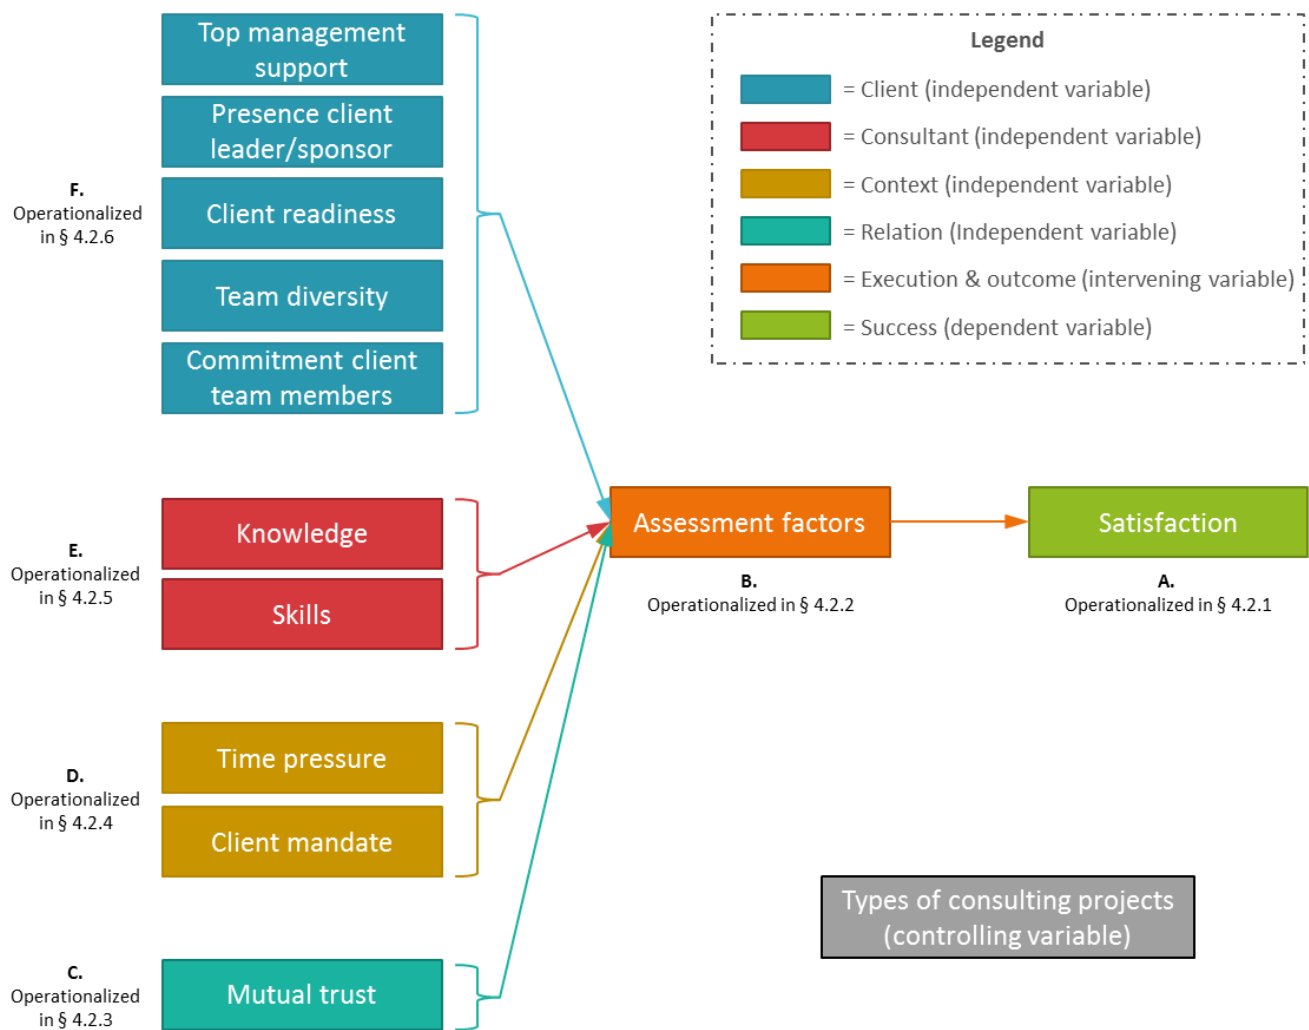 Top management
support
Presence client
leader/sponsor
F.
Operationalized
in § 4.2.6
Client readiness
Team diversity
Commitment client
team members
Legend
= Client (independent variable)
= Consultant (independent variable)
= Context (independent variable)
= Relation (Independent variable)
= Execution & outcome (intervening variable)
= Success (dependent variable)
E.
Operationalized
in § 4.2.5
Knowledge
Skills
Assessment factors
B.
Operationalized in § 4.2.2
Satisfaction
A.
Operationalized in § 4.2.1
D.
Operationalized
in § 4.2.4
Time pressure
Client mandate
Types of consulting projects
(controlling variable)
C.
Operationalized
in § 4.2.3
Mutual trust